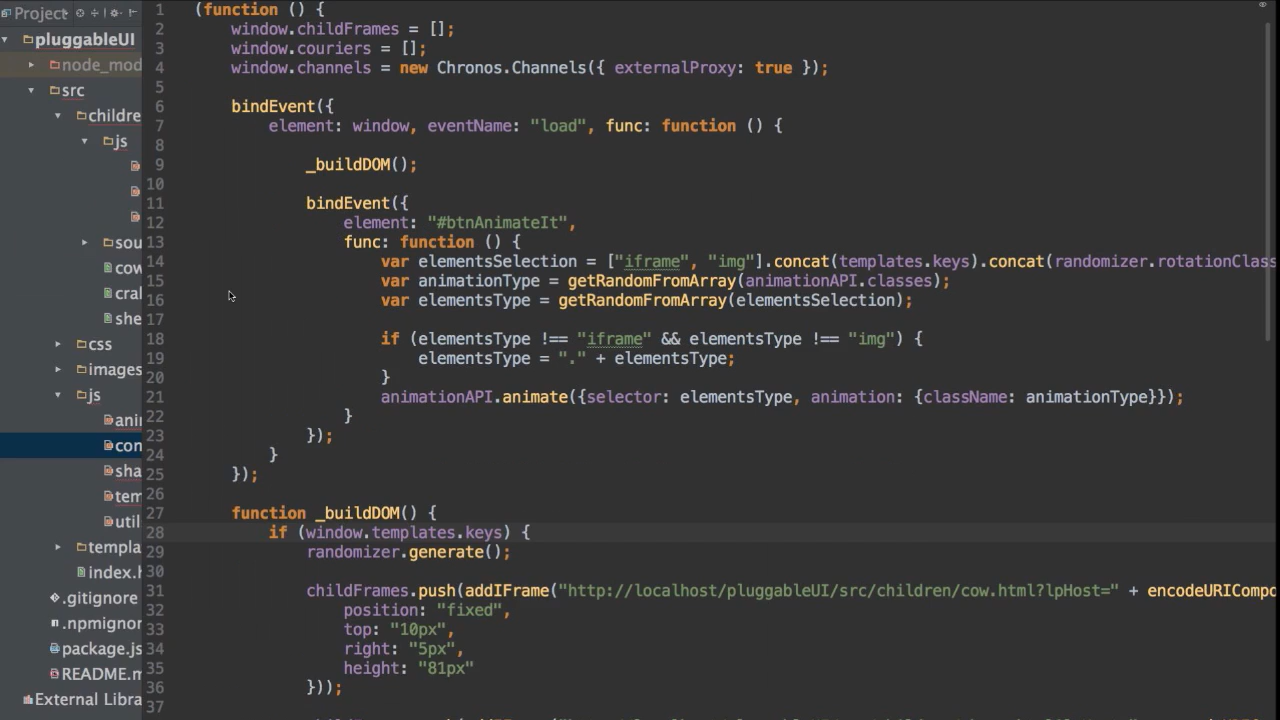 Project
pluggableUI
node_mod
src
childre
js
sou
cow
cral
she
css
images
js
anii
con
sha
tem
util
templa
index.h
.gitignore
.npmignor
package.js
README.m
External Libra
1 (function () {
2 window.childFrames = [];
3 window.couriers = [];
4 window.channels = new Chronos.Channels({ externalProxy: true });
5
6 bindEvent({
7 element: window, eventName: "load", func: function () {
8
9 _buildDOM();
10
11 bindEvent({
12 element: "#btnAnimateIt",
13 func: function () {
14 var elementsSelection = ["iframe", "img"].concat(templates.keys).concat(randomizer.rotationClass
15 var animationType = getRandomFromArray(animationAPI.classes);
16 var elementsType = getRandomFromArray(elementsSelection);
17
18 if (elementsType !== "iframe" && elementsType !== "img") {
19 elementsType = "." + elementsType;
20 }
21 animationAPI.animate({selector: elementsType, animation: {className: animationType}});
22 }
23 });
24 }
25 });
26
27 function _buildDOM() {
28 if (window.templates.keys) {
29 randomizer.generate();
30
31 childFrames.push(addIFrame("http://localhost/pluggableUI/src/children/cow.html?lpHost=" + encodeURICompo
32 position: "fixed",
33 top: "10px",
34 right: "5px",
35 height: "81px"
36 }));
37